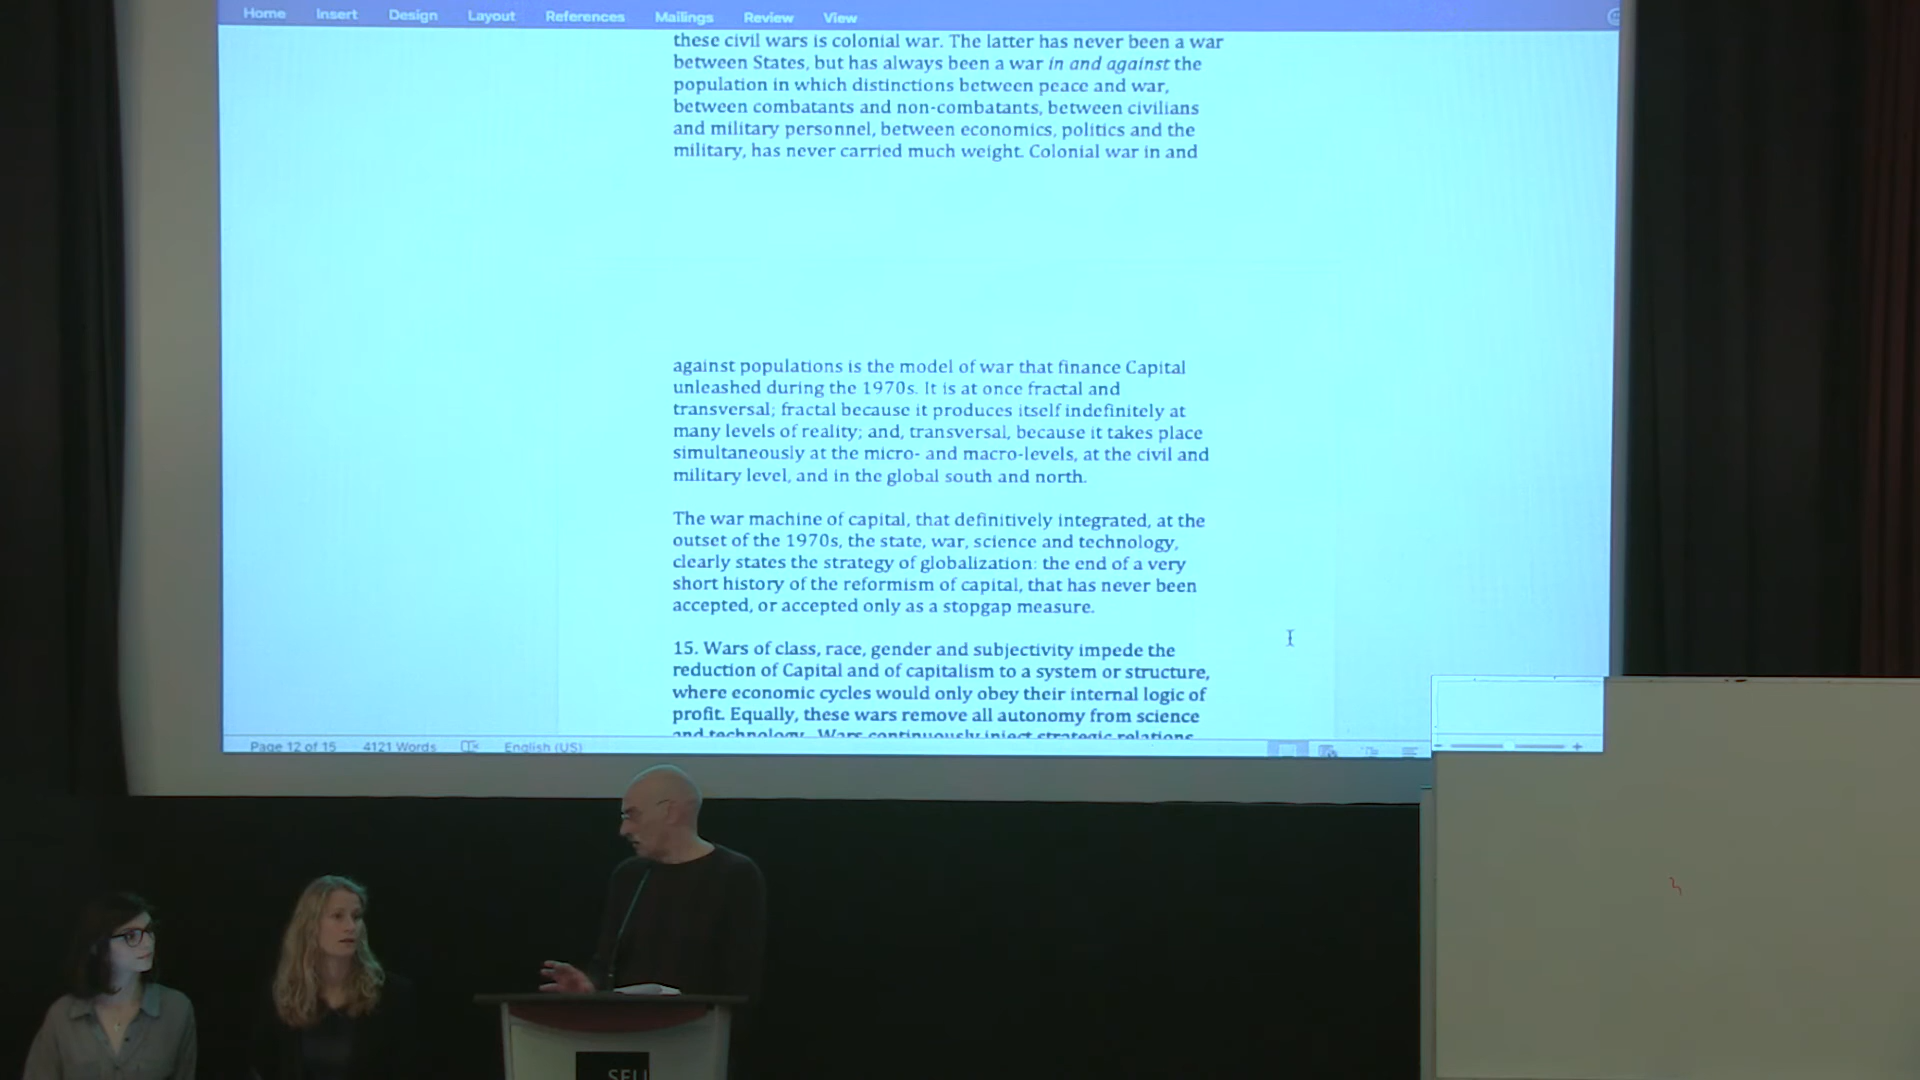 Home Insert Design Layout References Mailings Review View
these civil wars is colonial war. The latter has never been a war
between States, but has always been a war in and against the
population in which distinctions between peace and war,
between combatants and non-combatants, between civilians
and military personnel, between economics, politics and the
military, has never carried much weight. Colonial war in and
against populations is the model of war that finance Capital
unleashed during the 1970s. It is at once fractal and
transversal; fractal because it produces itself indefinitely at
many levels of reality; and, transversal, because it takes place
simultaneously at the micro- and macro-levels, at the civil and
military level, and in the global south and north.
The war machine of capital, that definitively integrated, at the
outset of the 1970s, the state, war, science and technology,
clearly states the strategy of globalization: the end of a very
short history of the reformism of capital, that has never been
accepted, or accepted only as a stopgap measure.
15. Wars of class, race, gender and subjectivity impede the
reduction of Capital and of capitalism to a system or structure,
where economic cycles would only obey their internal logic of
profit. Equally, these wars remove all autonomy from science
and technology. Wars continuously inject strategic relations
Page 12 of 15 4121 Words English (US)
SFU